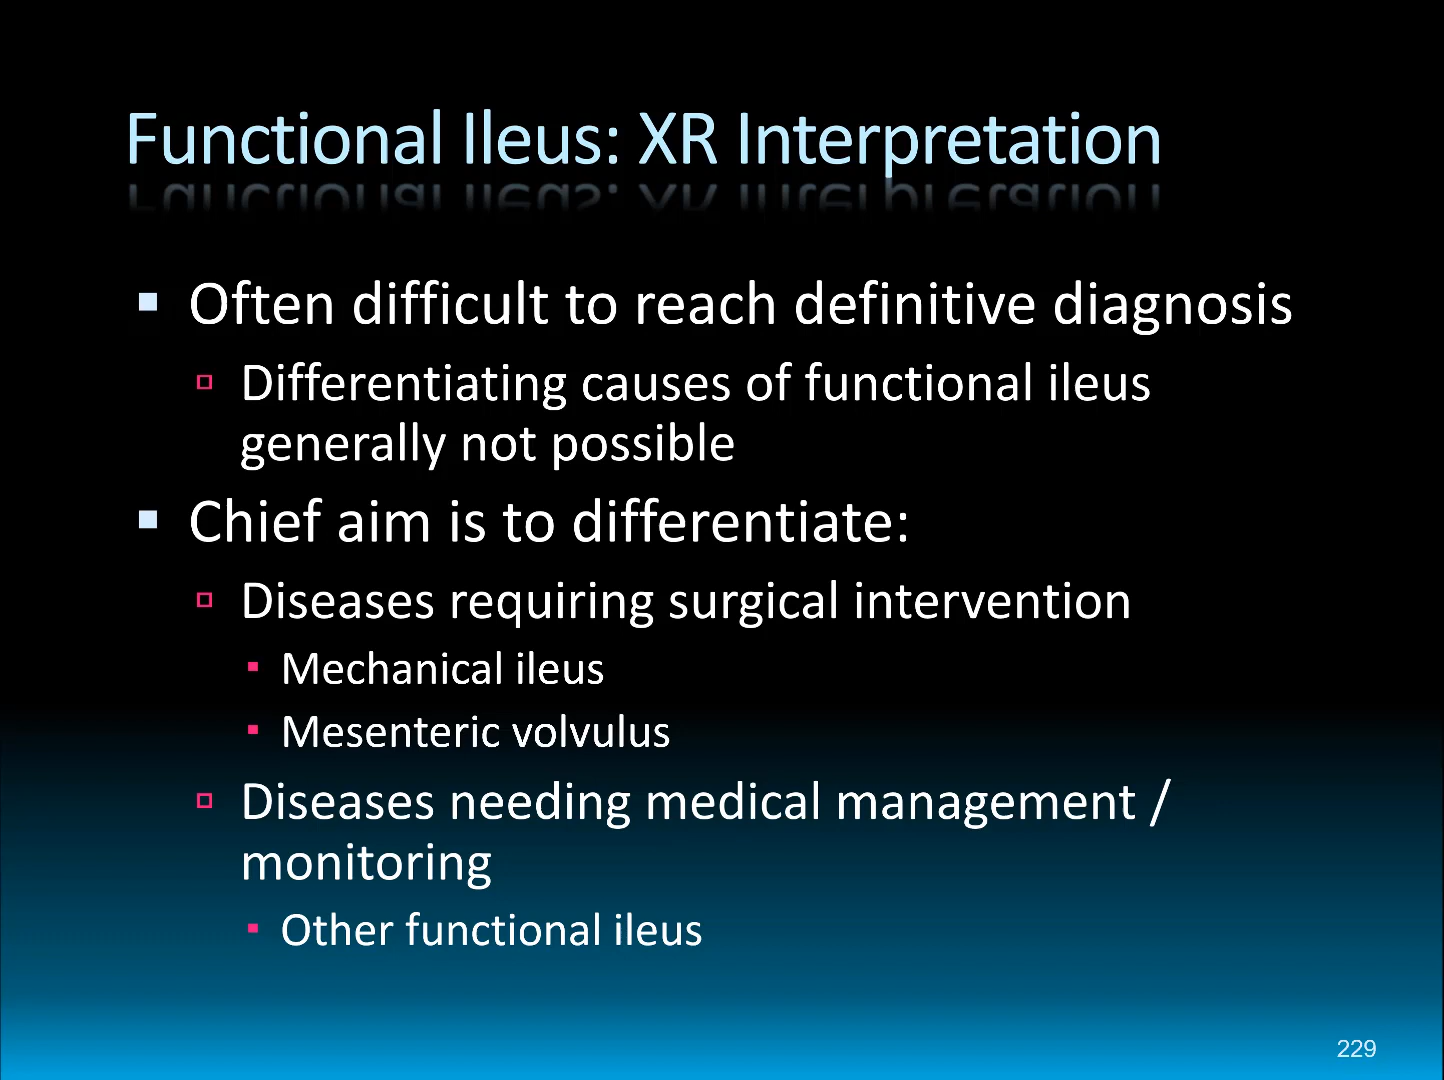 Functional Ileus: XR Interpretation
Often difficult to reach definitive diagnosis
Differentiating causes of functional ileus
generally not possible
Chief aim is to differentiate:
Diseases requiring surgical intervention
Mechanical ileus
Mesenteric volvulus
Diseases needing medical management /
monitoring
Other functional ileus
229